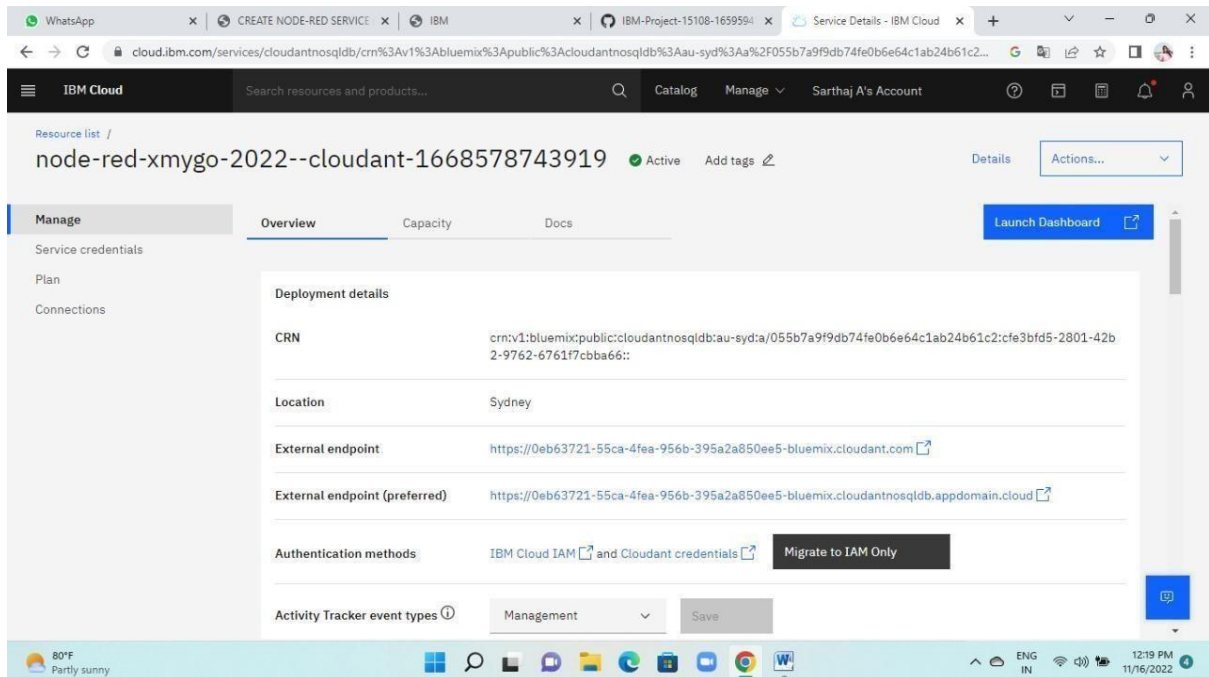 WhatsApp
CREATE NODE-RED SERVICE
IBM
IBM-Project-15108-1659594
Service Details - IBM Cloud
cloud.ibm.com/services/cloudantnosqldb/crn%3Av1%3Abluemix%3Apublic%3Acloudantnosqldb%3Aau-syd%3Aa%2F055b7a9f9db74fe0b6e64c1ab24b61c2...
IBM Cloud
Search resources and products...
Catalog
Manage
Sarthaj A's Account
Resource list /
node-red-xmygo-2022--cloudant-1668578743919
Active
Add tags
Details
Actions...
Manage
Service credentials
Plan
Connections
Overview
Capacity
Docs
Launch Dashboard
Deployment details
CRN
crn:v1:bluemix:public:cloudantnosqldb:au-syd:a/055b7a9f9db74fe0b6e64c1ab24b61c2:cfe3bfd5-2801-42b
2-9762-6761f7cbba66::
Location
Sydney
External endpoint
https://0eb63721-55ca-4fea-956b-395a2a850ee5-bluemix.cloudant.com
External endpoint (preferred)
https://0eb63721-55ca-4fea-956b-395a2a850ee5-bluemix.cloudantnosqldb.appdomain.cloud
Authentication methods
IBM Cloud IAM and Cloudant credentials
Migrate to IAM Only
Activity Tracker event types
Management
Save
80°F
Partly sunny
ENG
IN
12:19 PM
11/16/2022
4